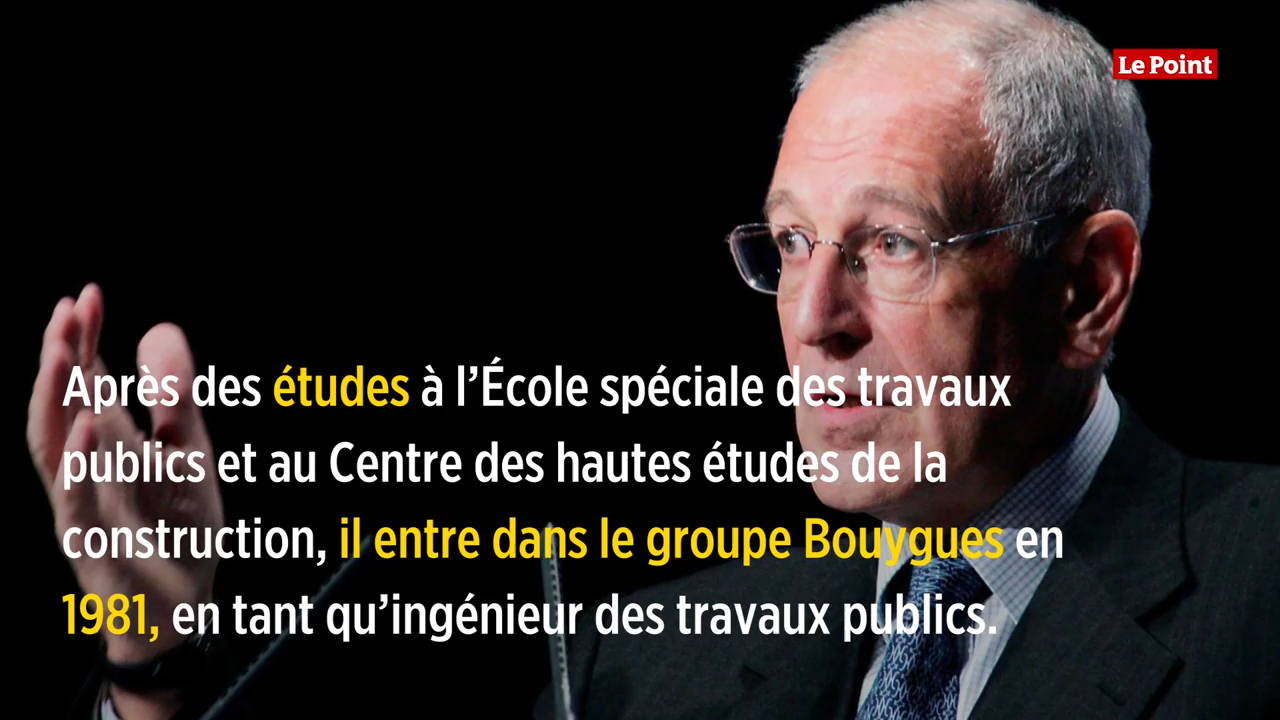 Le Point
Après des études à l’École spéciale des travaux
publics et au Centre des hautes études de la
construction, il entre dans le groupe Bouygues en
1981, en tant qu’ingénieur des travaux publics.